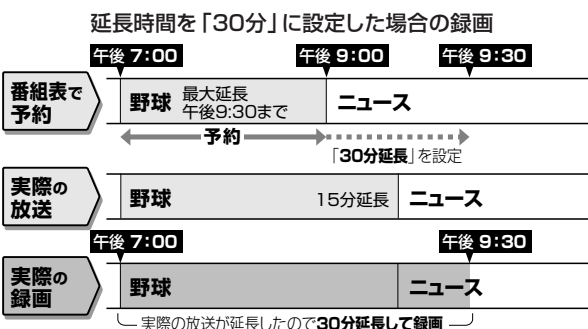 延長時間を「30分」に設定した場合の録画
午後 7:00 午後 9:00 午後 9:30
番組表で
予約
野球 最大延長
午後9:30まで
ニュース
予約
「30分延長」を設定
実際の
放送
野球 15分延長 ニュース
午後 7:00 午後 9:30
実際の
録画
野球 ニュース
実際の放送が延長したので30分延長して録画